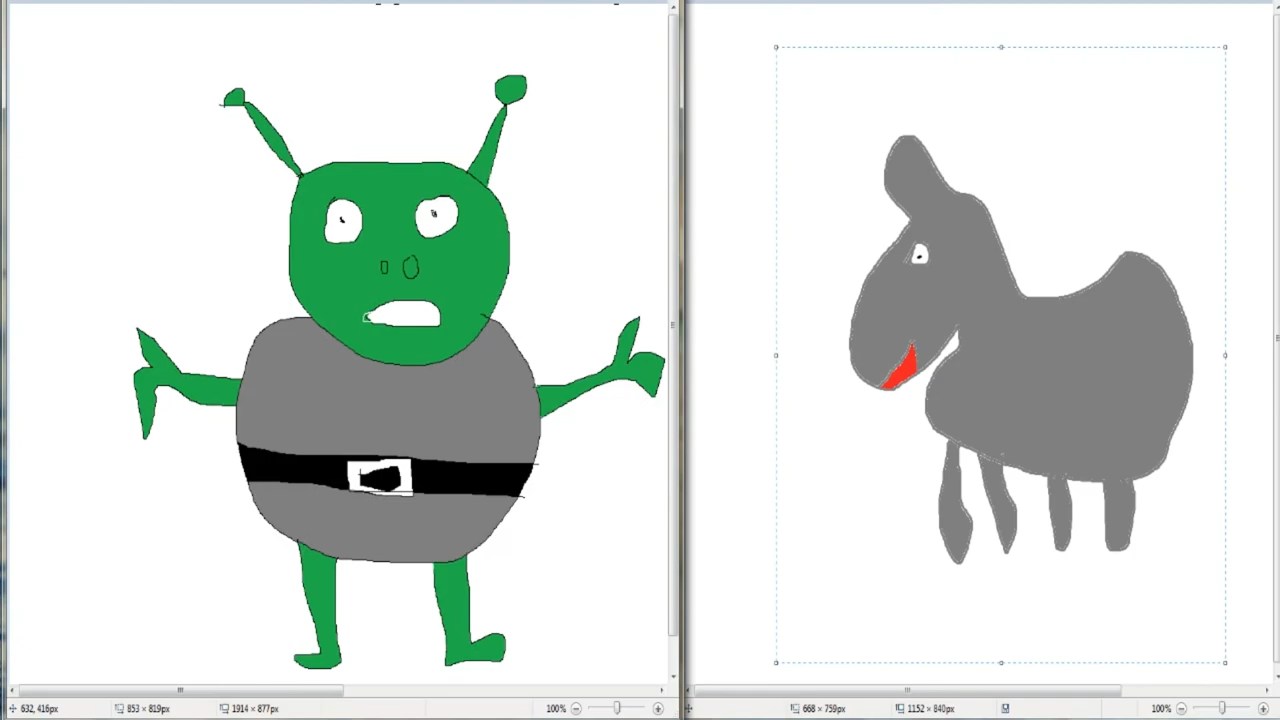 632, 416px 853 × 819px 1914 × 877px 100%
668 × 759px 1152 × 840px 100%